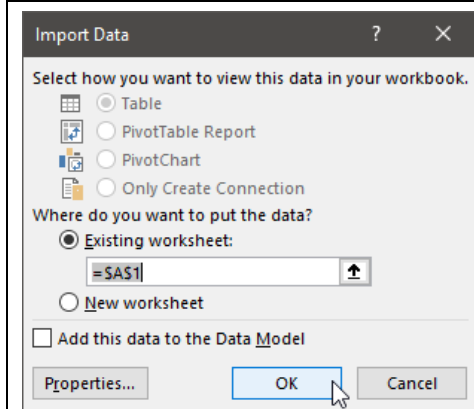 Import Data ?
Select how you want to view this data in your workbook.
Table
PivotTable Report
PivotChart
Only Create Connection
Where do you want to put the data?
Existing worksheet:
=$A$1
New worksheet
Add this data to the Data Model
Properties... OK Cancel